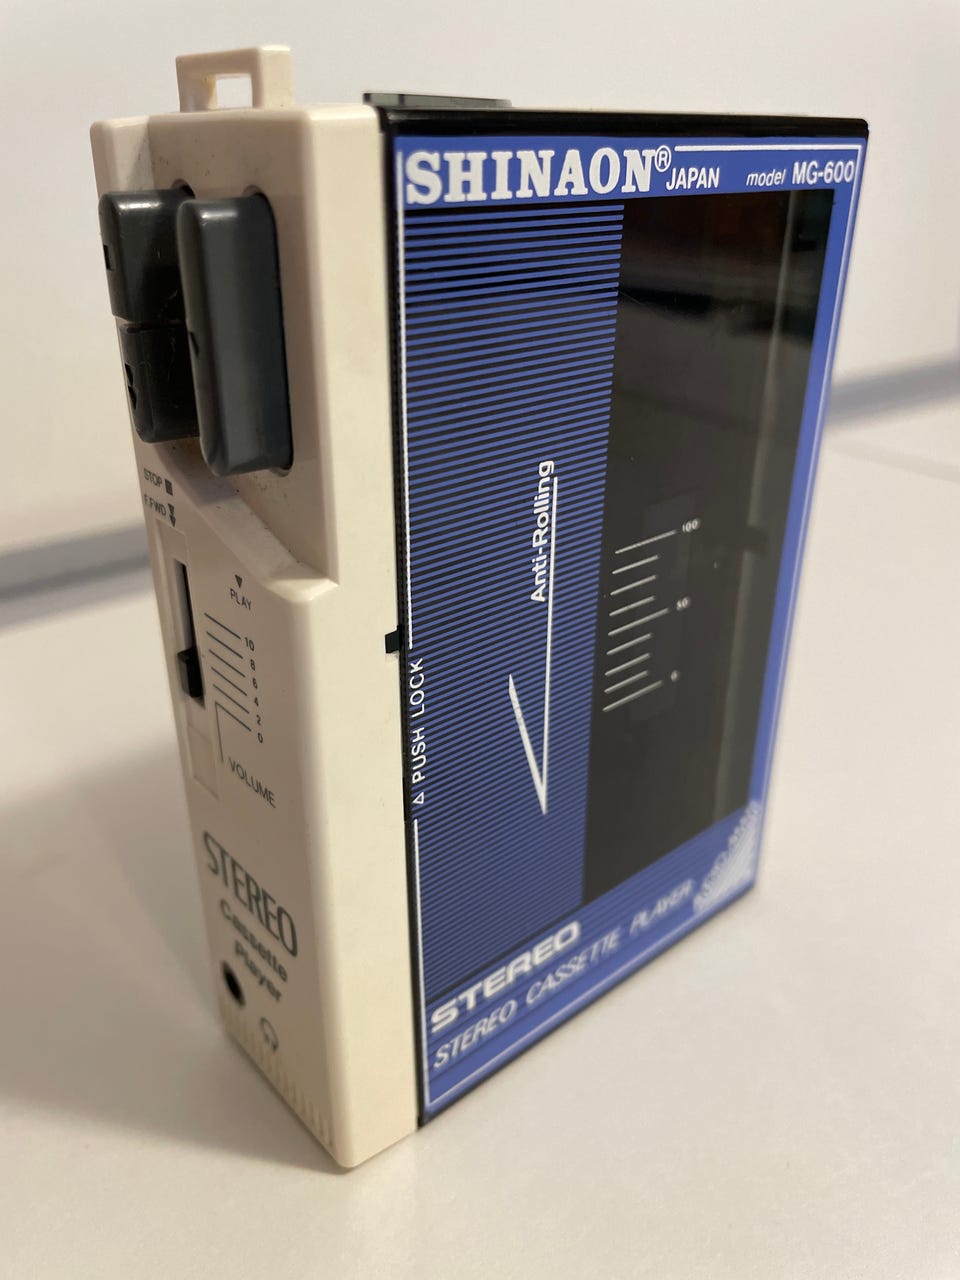 SHINAON® JAPAN model MG-600
Anti-Rolling
100
50
△ PUSH LOCK
STEREO
STEREO CASSETTE PLAYER
STOP ■
F.FWD
PLAY
10
8
6
4
2
0
VOLUME
STEREO
Cassette
Player